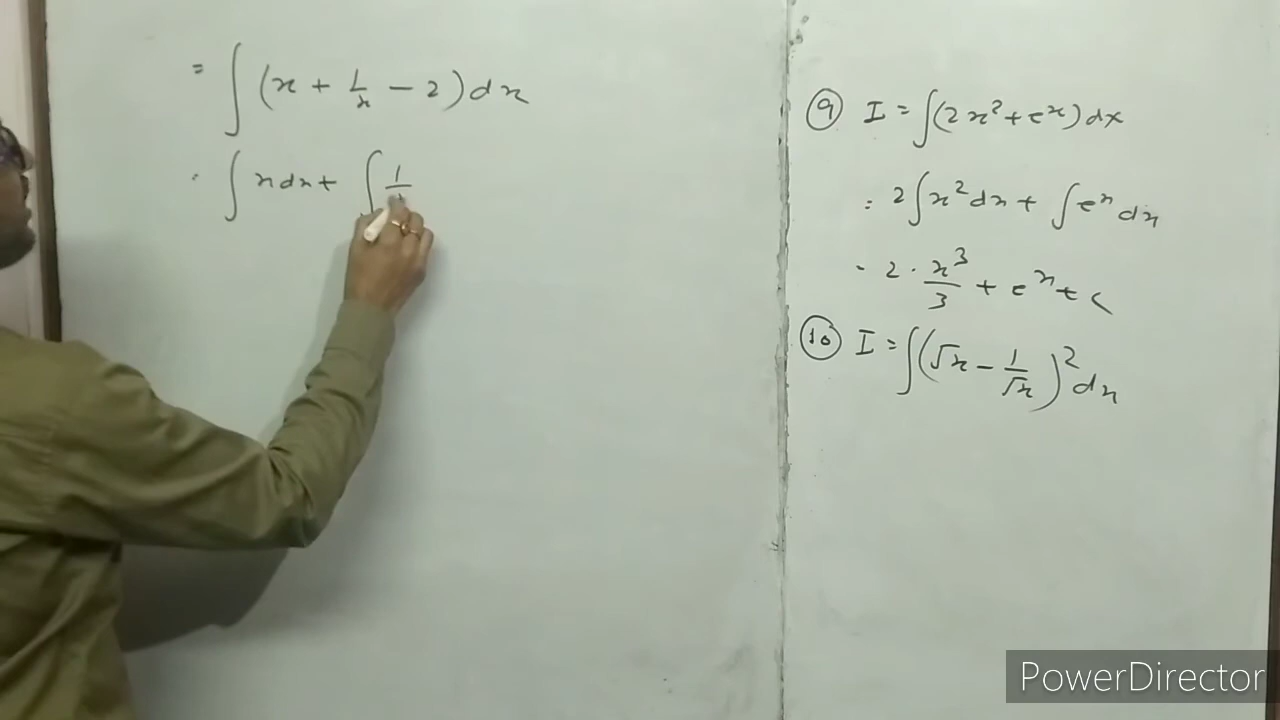 = ∫ (x + 1/x - 2) dx
∫ x dx + ∫ 1/
⑨ I = ∫(2x² + eˣ) dx
= 2∫x² dx + ∫eˣ dx
= 2 · x³/3 + eˣ + c
⑩ I = ∫(√x - 1/√x)² dx
PowerDirector